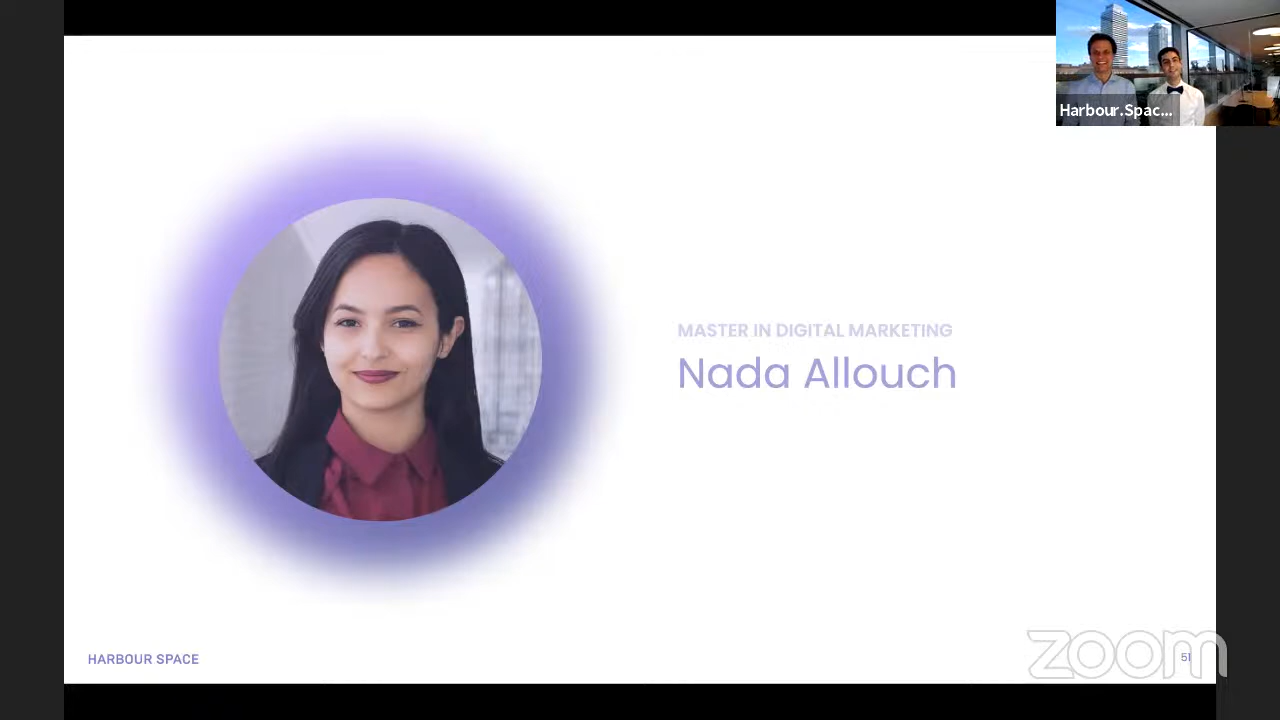 Harbour.Spac...
MASTER IN DIGITAL MARKETING
Nada Allouch
HARBOUR SPACE
51
zoom